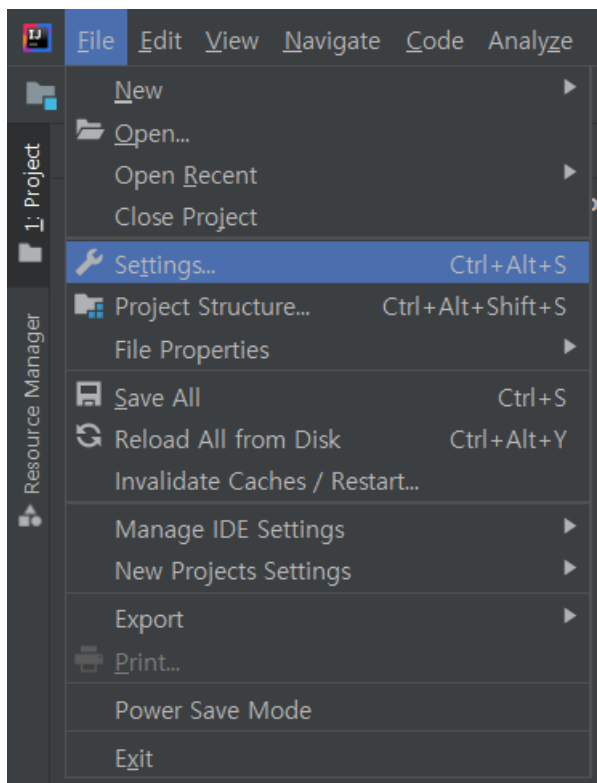 IJ
File Edit View Navigate Code Analyze
1: Project
Resource Manager
New
Open...
Open Recent
Close Project
Settings... Ctrl+Alt+S
Project Structure... Ctrl+Alt+Shift+S
File Properties
Save All Ctrl+S
Reload All from Disk Ctrl+Alt+Y
Invalidate Caches / Restart...
Manage IDE Settings
New Projects Settings
Export
Print...
Power Save Mode
Exit